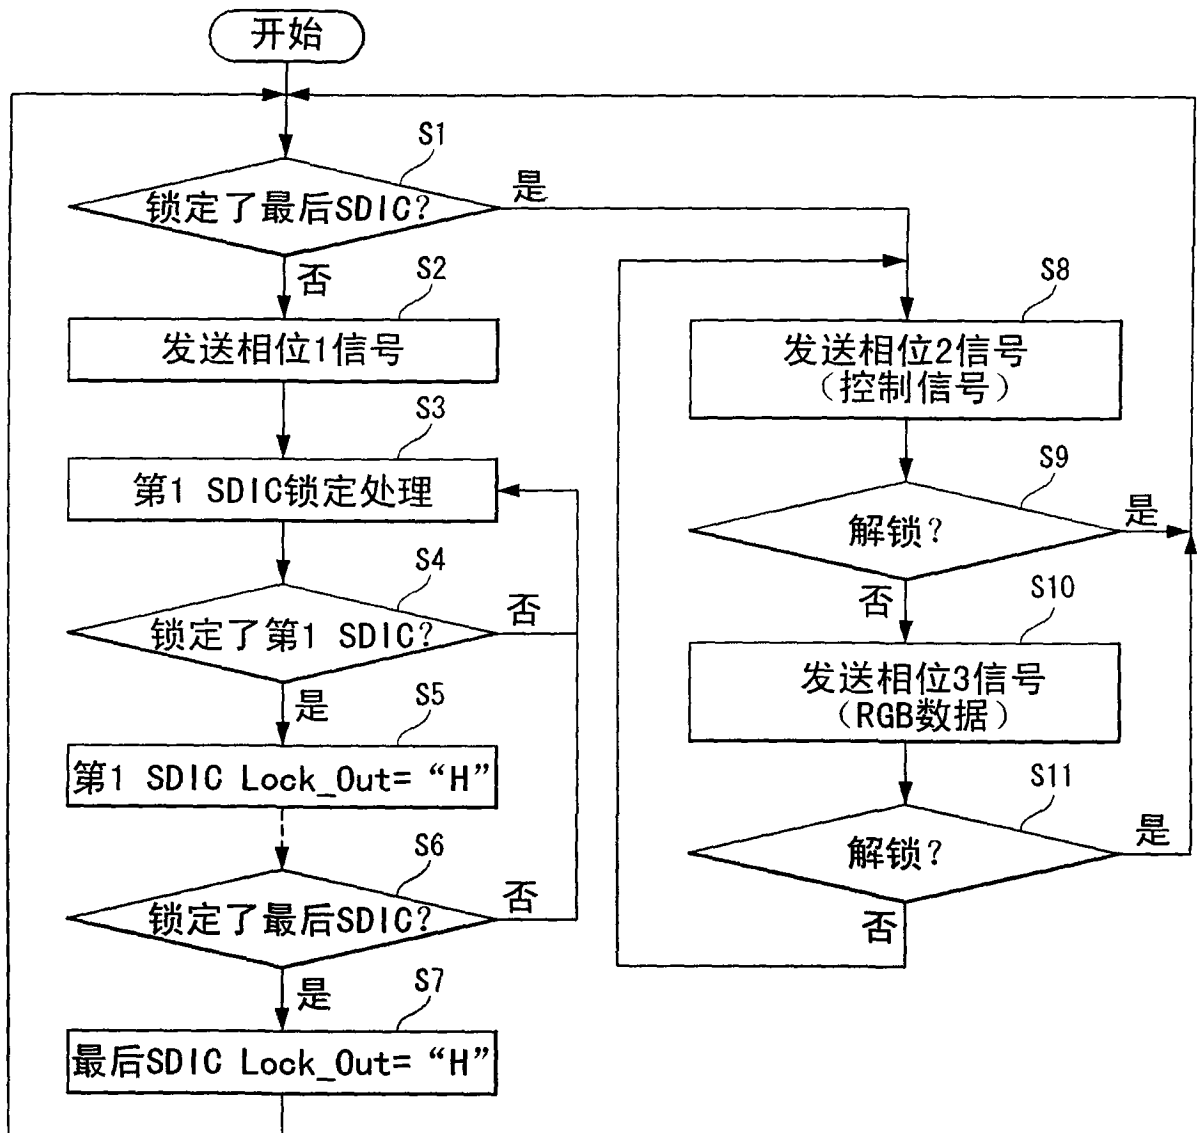 开始
S1
锁定了最后SDIC?
是
否
S2
发送相位1信号
S3
第1 SDIC锁定处理
S4
锁定了第1 SDIC?
否
是
S5
第1 SDIC Lock_Out= “H”
S6
锁定了最后SDIC?
否
是
S7
最后SDIC Lock_Out= “H”
S8
发送相位2信号
(控制信号)
S9
解锁?
是
否
S10
发送相位3信号
(RGB数据)
S11
解锁?
是
否